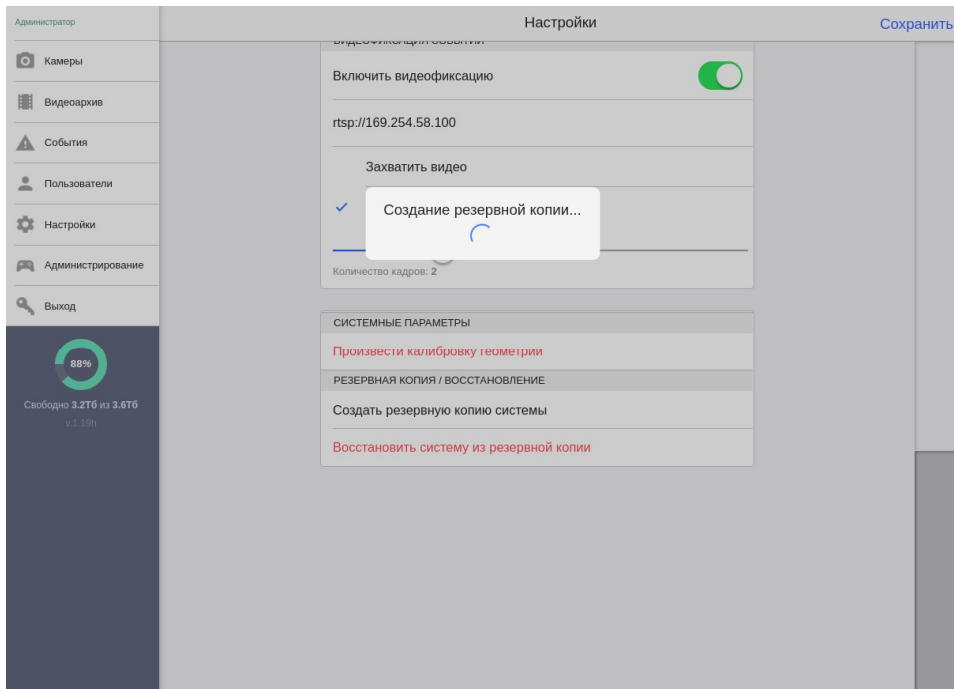 Администратор
Настройки
Сохранить
Камеры
Видеоархив
События
Пользователи
Настройки
Администрирование
Выход
88%
Свободно 3.2Тб из 3.6Тб
v.1.19h
ВИДЕОФИКСАЦИЯ СОБЫТИЙ
Включить видеофиксацию
rtsp://169.254.58.100
Захватить видео
Создание резервной копии...
Количество кадров: 2
СИСТЕМНЫЕ ПАРАМЕТРЫ
Произвести калибровку геометрии
РЕЗЕРВНАЯ КОПИЯ / ВОССТАНОВЛЕНИЕ
Создать резервную копию системы
Восстановить систему из резервной копии